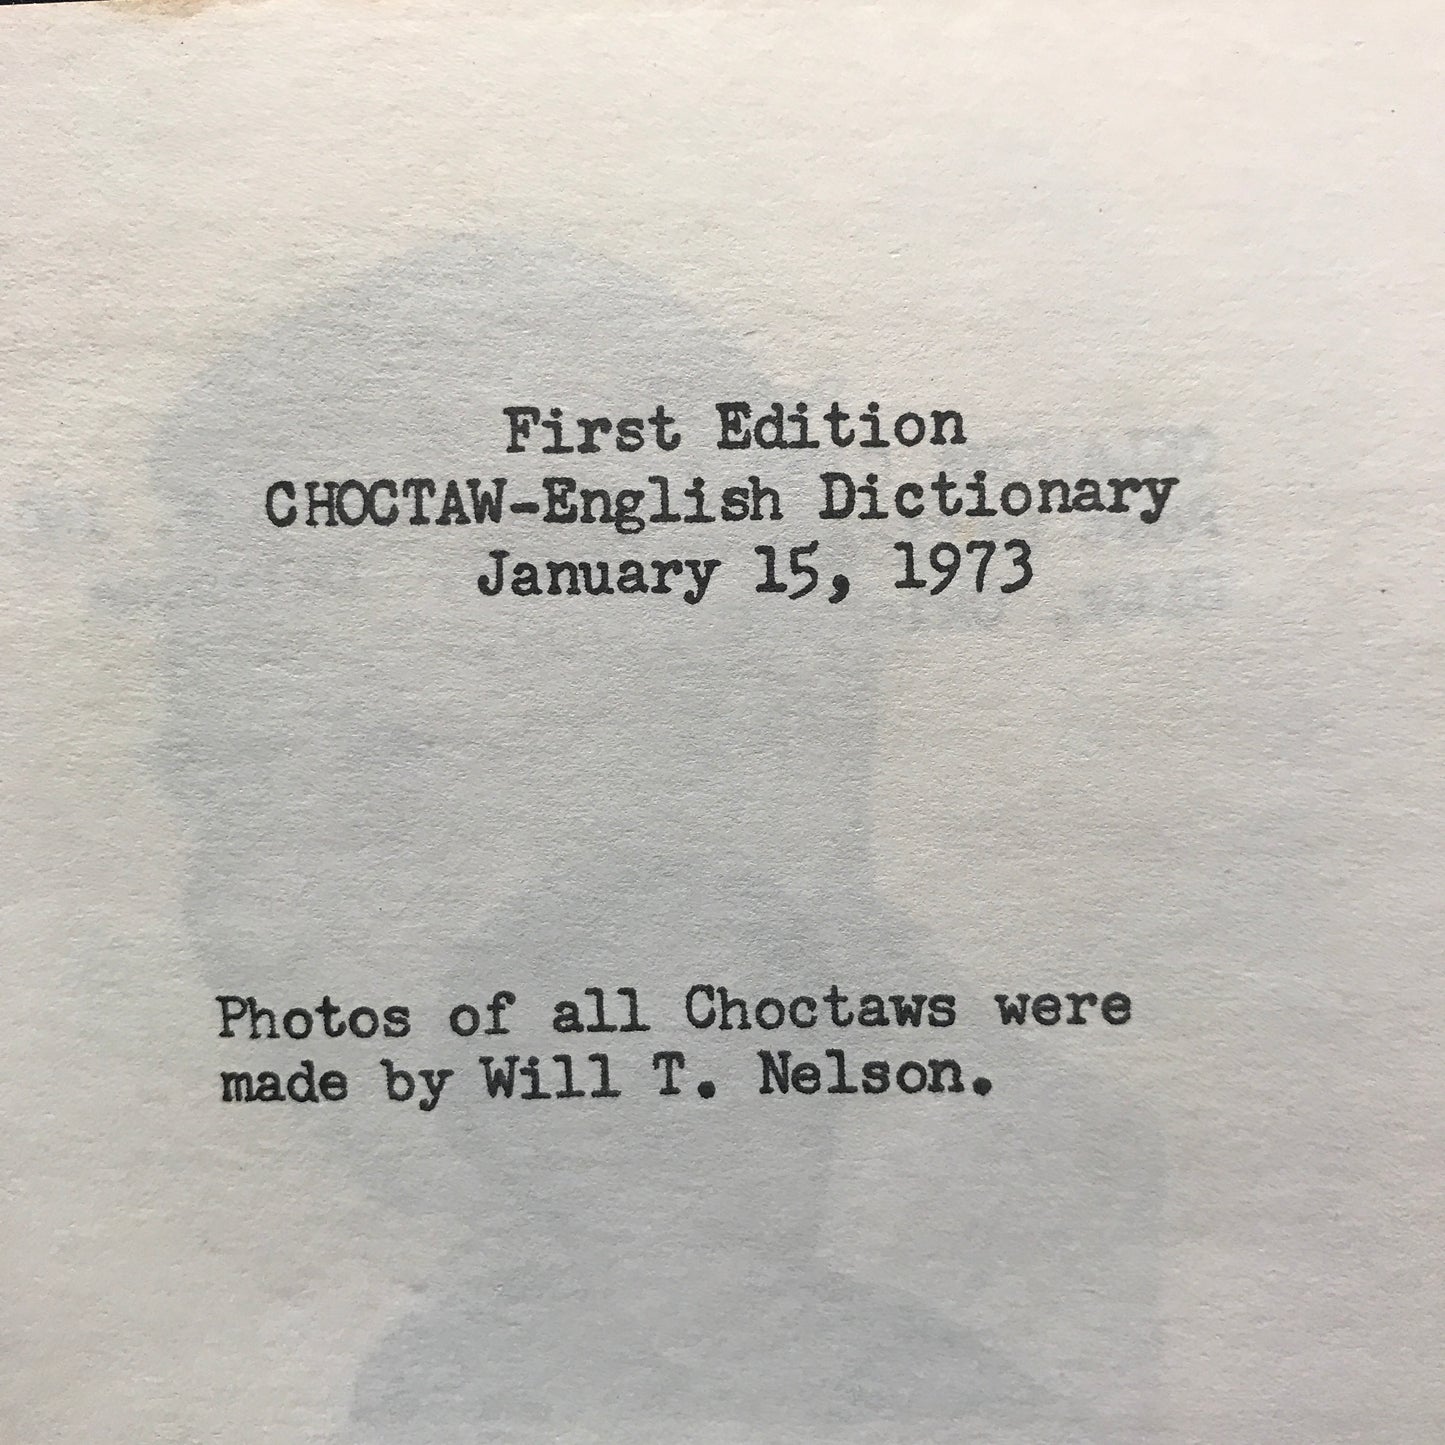 First Edition
CHOCTAW-English Dictionary
January 15, 1973
Photos of all Choctaws were
made by Will T. Nelson.